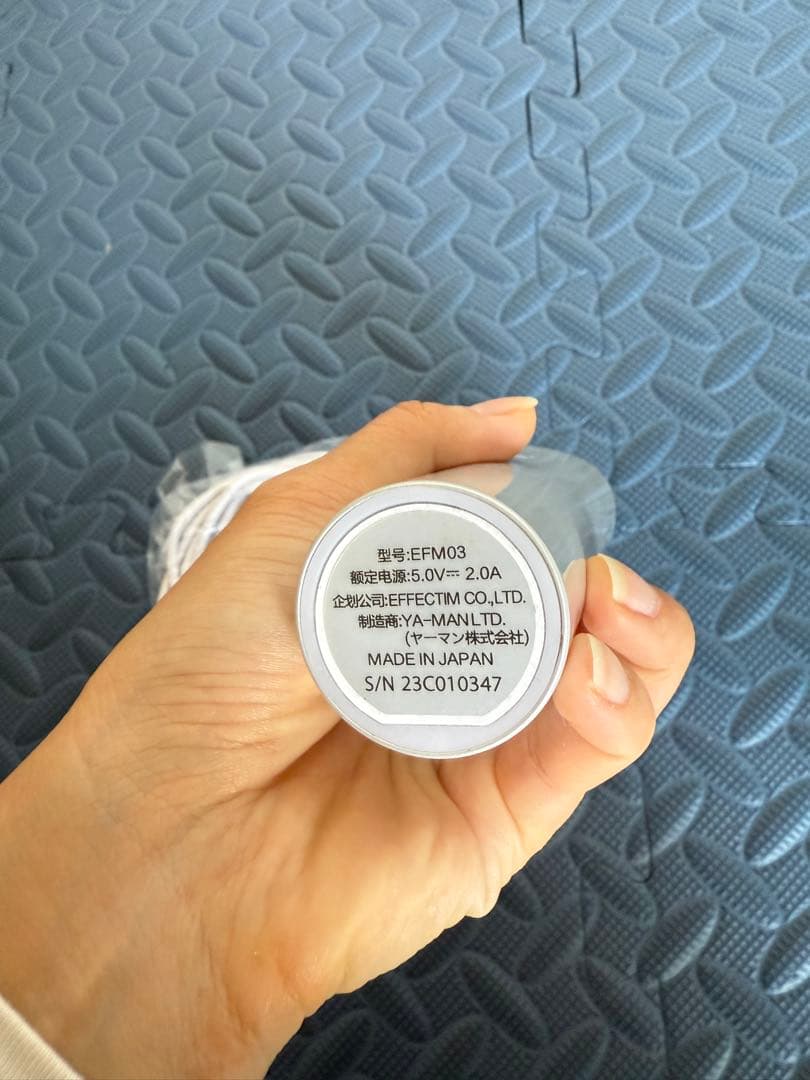 型号:EFM03
额定电源:5.0V⎓ 2.0A
企划公司:EFFECTIM CO.,LTD.
制造商:YA-MAN LTD.
(ヤーマン株式会社)
MADE IN JAPAN
S/N 23C010347